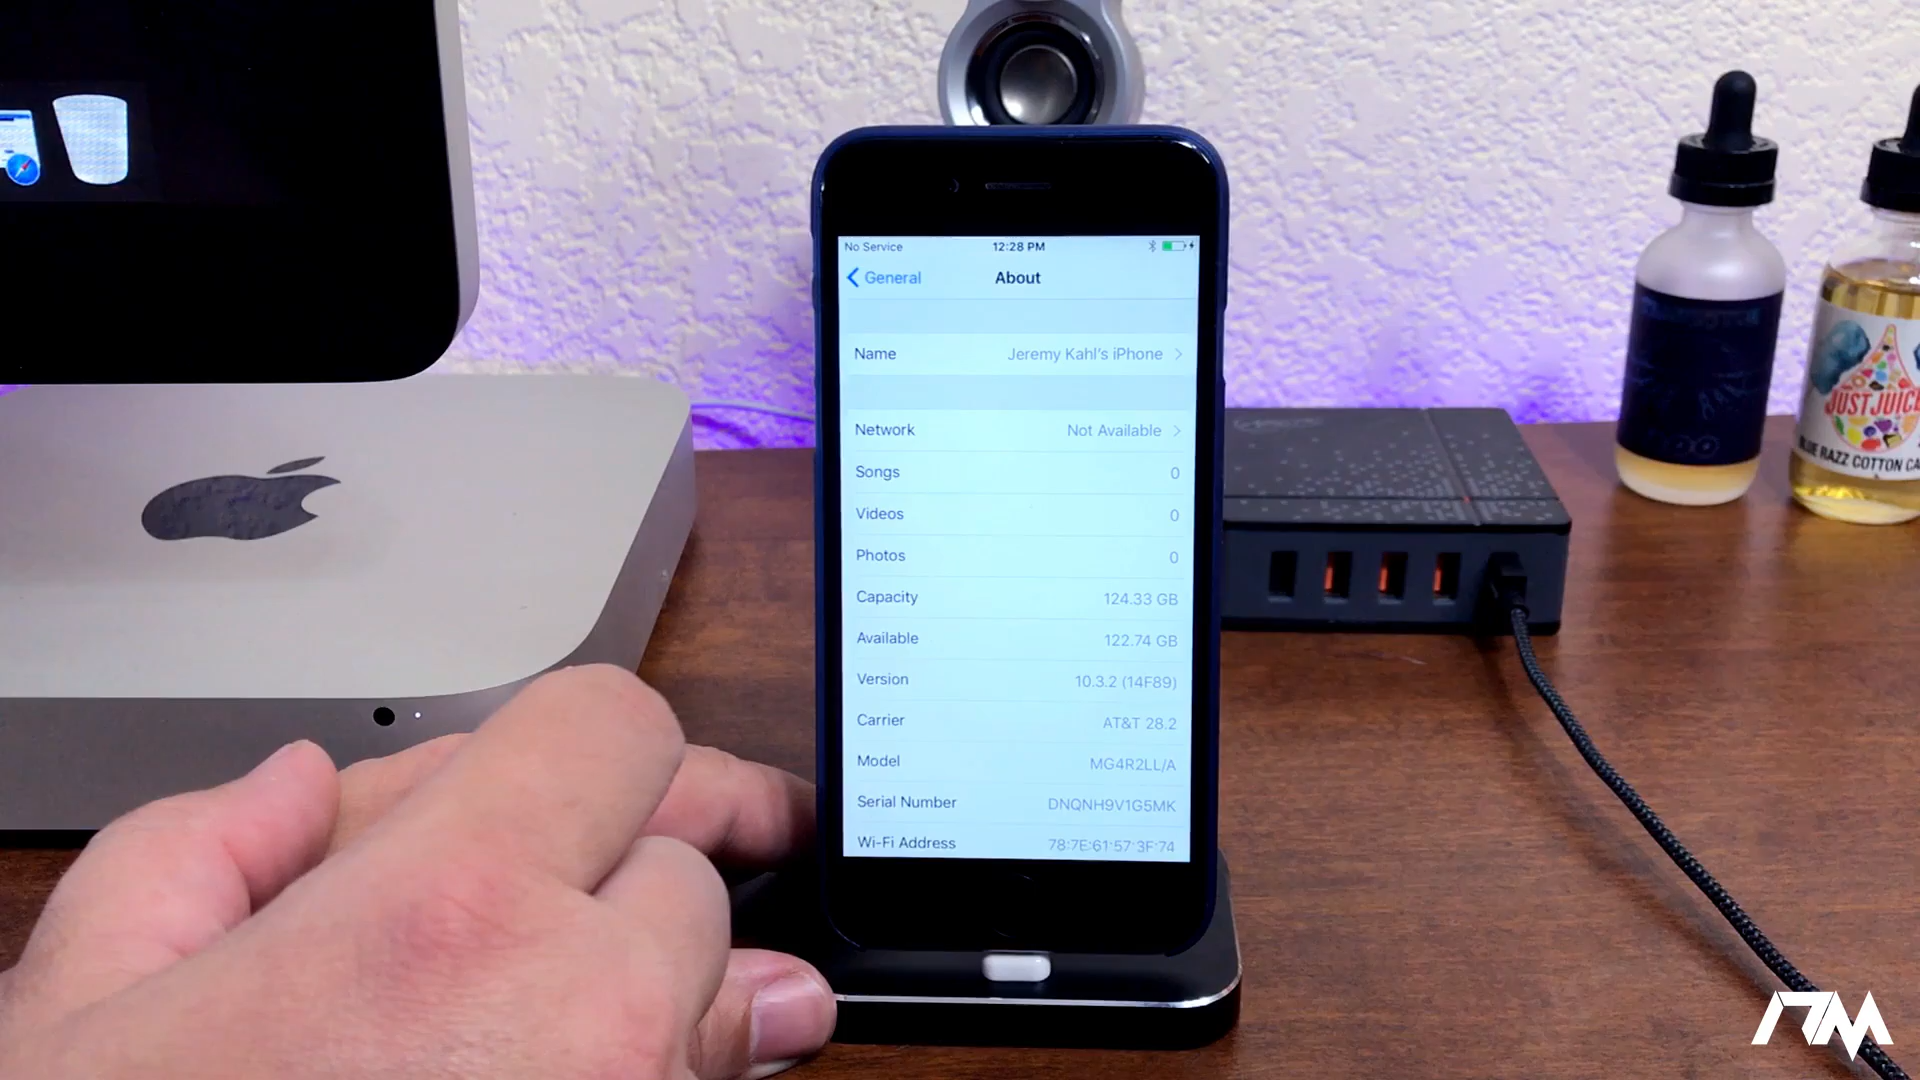 No Service
12:28 PM
General
About
Name
Jeremy Kahl's iPhone
Network
Not Available
Songs
0
Videos
0
Photos
0
Capacity
124.33 GB
Available
122.74 GB
Version
10.3.2 (14F89)
Carrier
AT&T 28.2
Model
MG4R2LL/A
Serial Number
DNQNH9V1G5MK
Wi-Fi Address
78:7E:61:57:3F:74
JUST JUICE
RAZZ COTTON CA